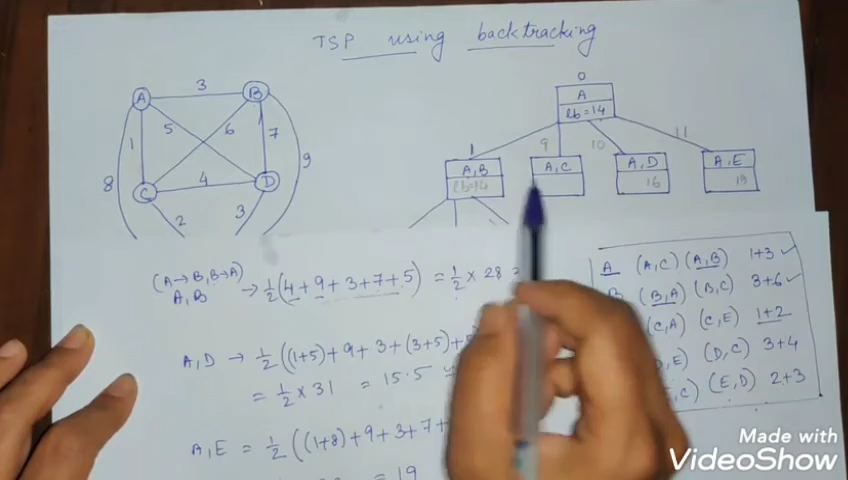 TSP using backtracking
A 3 B
1 5 6 7
8 9
C 4 D
2 3
0
A
lb=14
1 9 10 11
A,B A,C A,D A,E
lb=14 16 19
(A→B, B→A)
A,B → 1/2 (4+9+3+7+5) = 1/2 × 28
A,D → 1/2 ((1+5)+9+3+(3+5)+5
= 1/2 × 31 = 15.5
A,E = 1/2 ((1+8)+9+3+7+
= 19
A (A,C) (A,B) 1+3 ✓
(B,A) (B,C) 3+6 ✓
(C,A) (C,E) 1+2
,E) (D,C) 3+4
,C) (E,D) 2+3
Made with
VideoShow